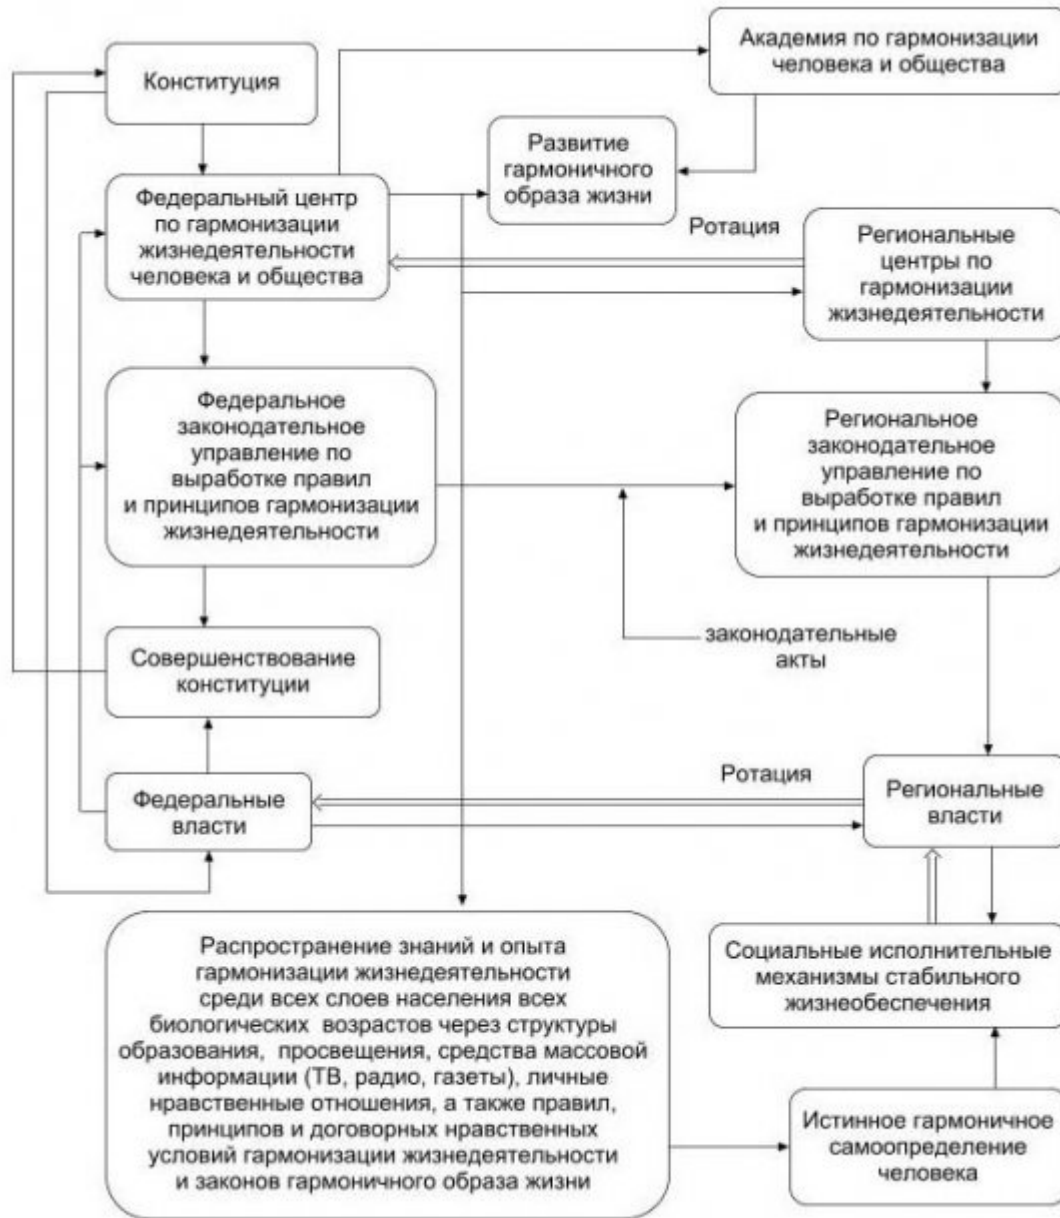 Конституция
Академия по гармонизации
человека и общества
Развитие
гармоничного
образа жизни
Федеральный центр
по гармонизации
жизнедеятельности
человека и общества
Ротация
Региональные
центры по
гармонизации
жизнедеятельности
Федеральное
законодательное
управление по
выработке правил
и принципов гармонизации
жизнедеятельности
Региональное
законодательное
управление по
выработке правил
и принципов гармонизации
жизнедеятельности
законодательные
акты
Совершенствование
конституции
Федеральные
власти
Ротация
Региональные
власти
Распространение знаний и опыта
гармонизации жизнедеятельности
среди всех слоев населения всех
биологических возрастов через структуры
образования, просвещения, средства массовой
информации (ТВ, радио, газеты), личные
нравственные отношения, а также правил,
принципов и договорных нравственных
условий гармонизации жизнедеятельности
и законов гармоничного образа жизни
Социальные исполнительные
механизмы стабильного
жизнеобеспечения
Истинное гармоничное
самоопределение
человека